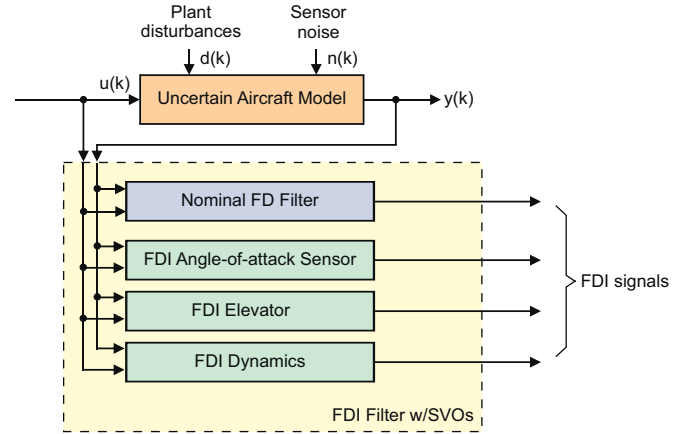 Plant
disturbances
Sensor
noise
d(k)
n(k)
u(k)
Uncertain Aircraft Model
y(k)
Nominal FD Filter
FDI Angle-of-attack Sensor
FDI Elevator
FDI Dynamics
FDI signals
FDI Filter w/SVOs